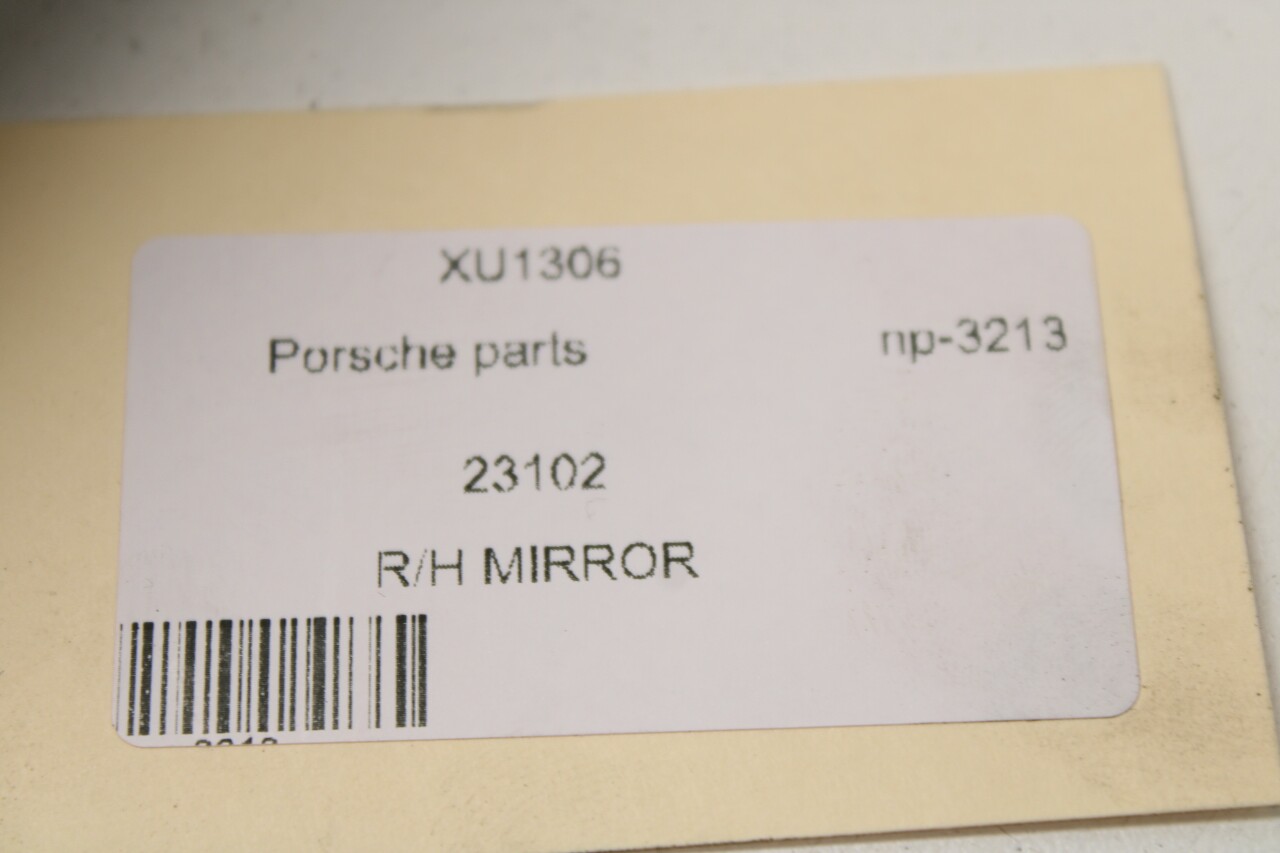 XU1306
Porsche parts np-3213
23102
R/H MIRROR